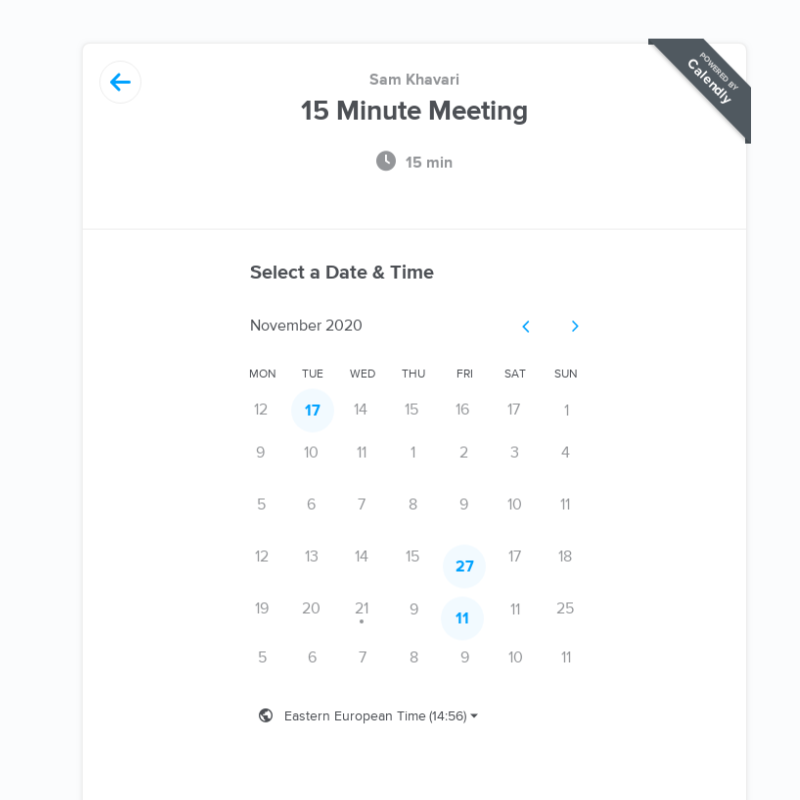 POWERED BY
Calendly
Sam Khavari
15 Minute Meeting
15 min
Select a Date & Time
November 2020
MON TUE WED THU FRI SAT SUN
12 17 14 15 16 17 1
9 10 11 1 2 3 4
5 6 7 8 9 10 11
12 13 14 15 27 17 18
19 20 21 9 11 11 25
5 6 7 8 9 10 11
Eastern European Time (14:56)